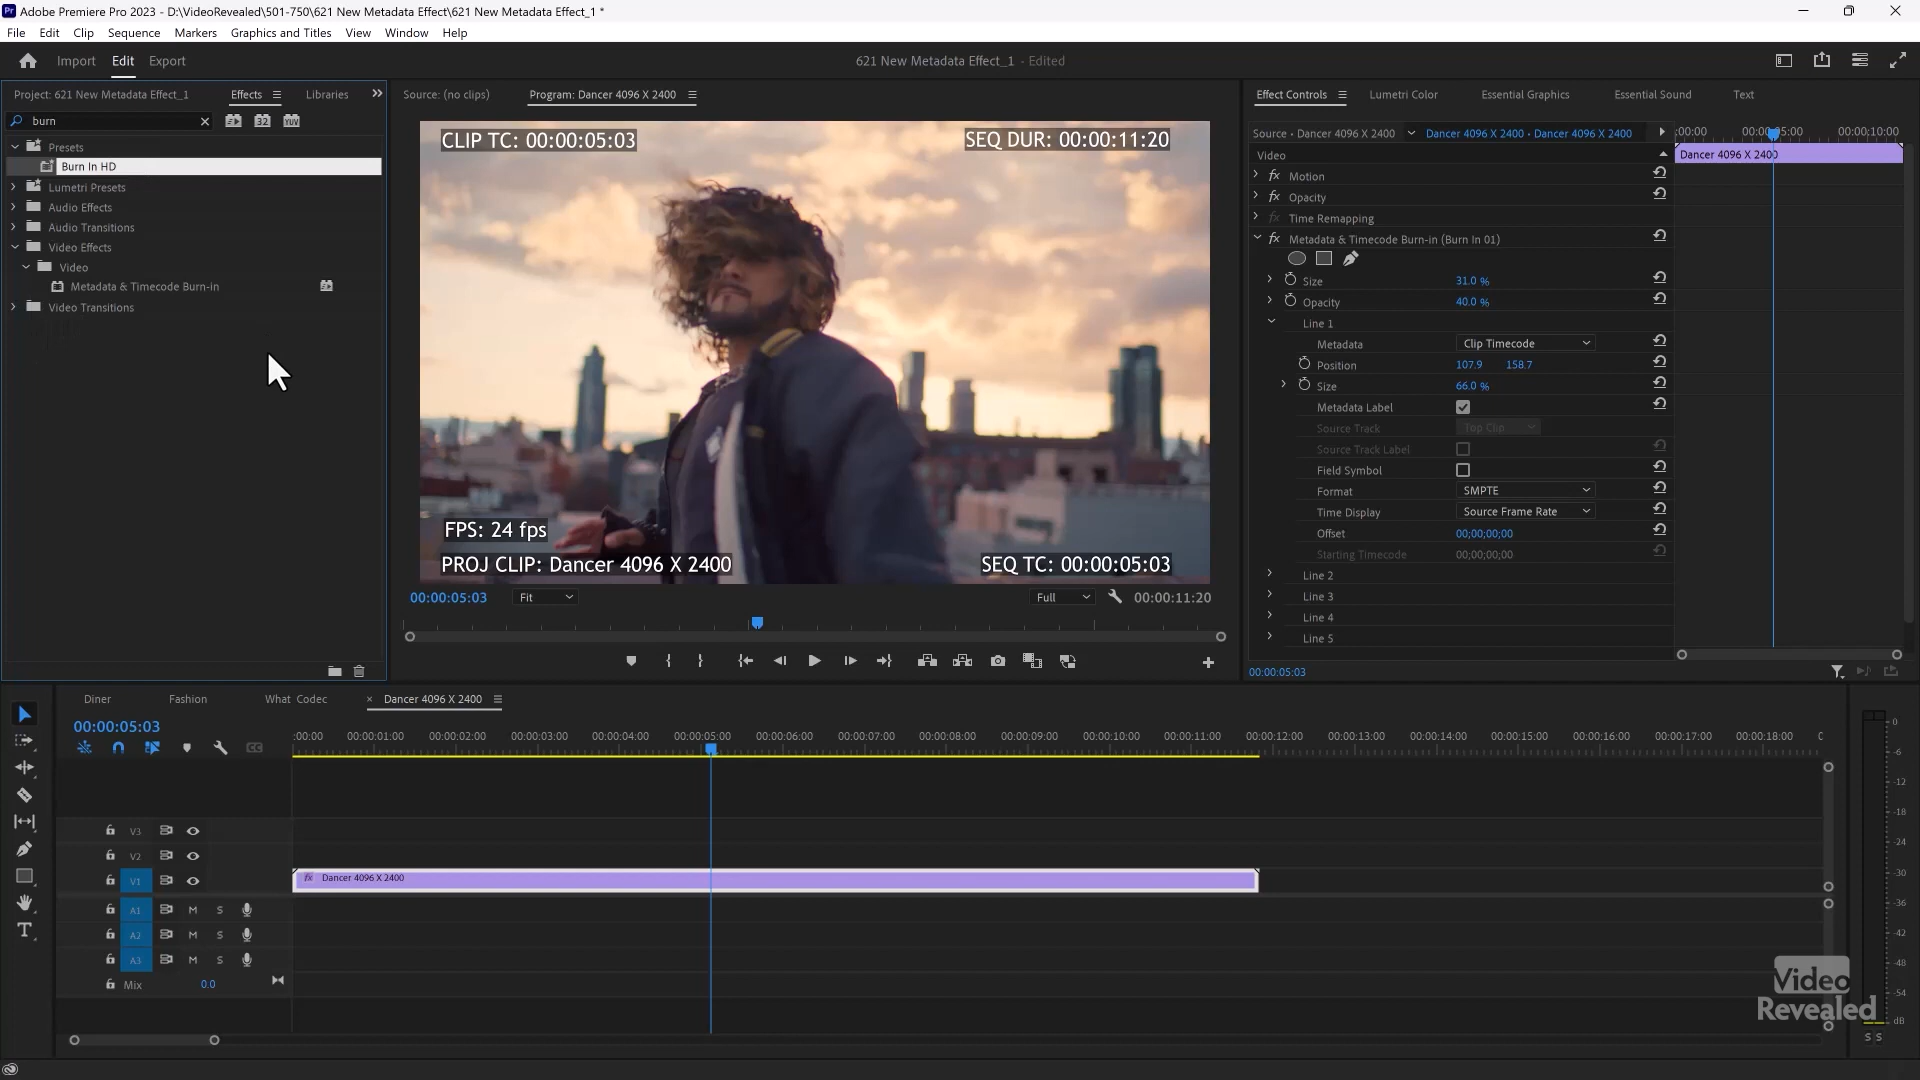 Adobe Premiere Pro 2023 - D:\VideoRevealed\501-750\621 New Metadata Effect\621 New Metadata Effect_1 *
File Edit Clip Sequence Markers Graphics and Titles View Window Help
Import Edit Export
621 New Metadata Effect_1 - Edited
Project: 621 New Metadata Effect_1 Effects Libraries
burn
Presets
Burn In HD
Lumetri Presets
Audio Effects
Audio Transitions
Video Effects
Video
Metadata & Timecode Burn-in
Video Transitions
Source: (no clips) Program: Dancer 4096 X 2400
CLIP TC: 00:00:05:03 SEQ DUR: 00:00:11:20
FPS: 24 fps
PROJ CLIP: Dancer 4096 X 2400 SEQ TC: 00:00:05:03
00:00:05:03 Fit Full 00:00:11:20
Effect Controls Lumetri Color Essential Graphics Essential Sound Text
Source • Dancer 4096 X 2400 Dancer 4096 X 2400 • Dancer 4096 X 2400
:00:00 00:00:05:00 00:00:10:00
Video Dancer 4096 X 2400
fx Motion
fx Opacity
fx Time Remapping
fx Metadata & Timecode Burn-in (Burn In 01)
Size 31.0 %
Opacity 40.0 %
Line 1
Metadata Clip Timecode
Position 107.9 158.7
Size 66.0 %
Metadata Label
Source Track Top Clip
Source Track Label
Field Symbol
Format SMPTE
Time Display Source Frame Rate
Offset 00;00;00;00
Starting Timecode 00;00;00;00
Line 2
Line 3
Line 4
Line 5
00:00:05:03
Diner Fashion What Codec × Dancer 4096 X 2400
00:00:05:03
:00:00 00:00:01:00 00:00:02:00 00:00:03:00 00:00:04:00 00:00:05:00 00:00:06:00 00:00:07:00 00:00:08:00 00:00:09:00 00:00:10:00 00:00:11:00 00:00:12:00 00:00:13:00 00:00:14:00 00:00:15:00 00:00:16:00 00:00:17:00 00:00:18:00
V3
V2
V1 fx Dancer 4096 X 2400
A1 M S
A2 M S
A3 M S
Mix 0.0
0
-6
-12
-18
-24
-30
-36
-42
-48
-54
dB
S S
Video
Revealed